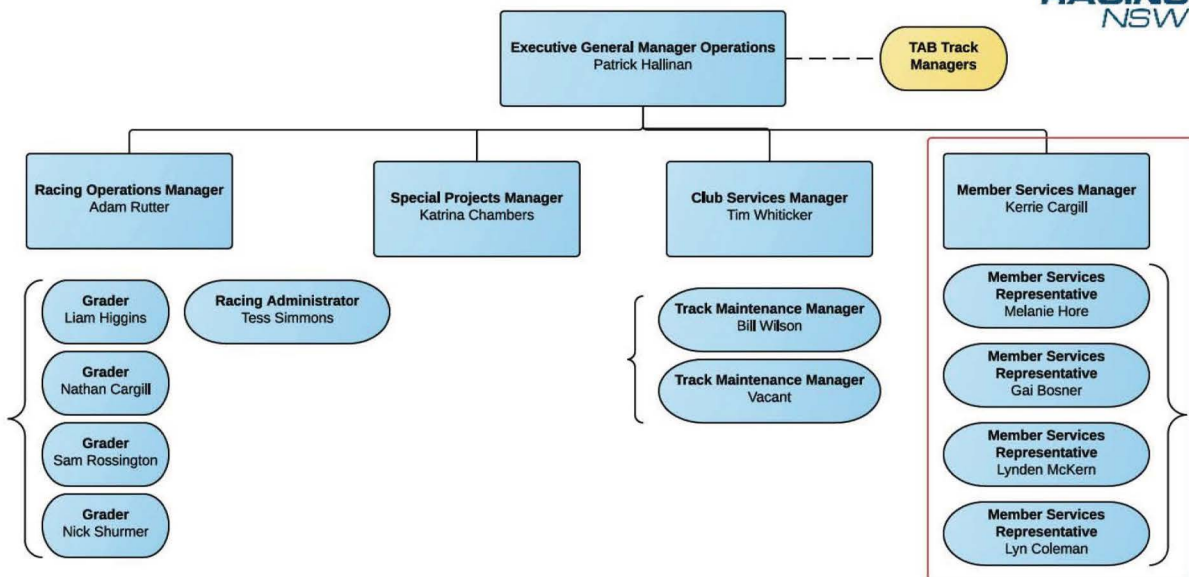 RACING
NSW
Executive General Manager Operations
Patrick Hallinan
TAB Track
Managers
Racing Operations Manager
Adam Rutter
Special Projects Manager
Katrina Chambers
Club Services Manager
Tim Whiticker
Member Services Manager
Kerrie Cargill
Grader
Liam Higgins
Racing Administrator
Tess Simmons
Grader
Nathan Cargill
Grader
Sam Rossington
Grader
Nick Shurmer
Track Maintenance Manager
Bill Wilson
Track Maintenance Manager
Vacant
Member Services
Representative
Melanie Hore
Member Services
Representative
Gai Bosner
Member Services
Representative
Lynden McKern
Member Services
Representative
Lyn Coleman